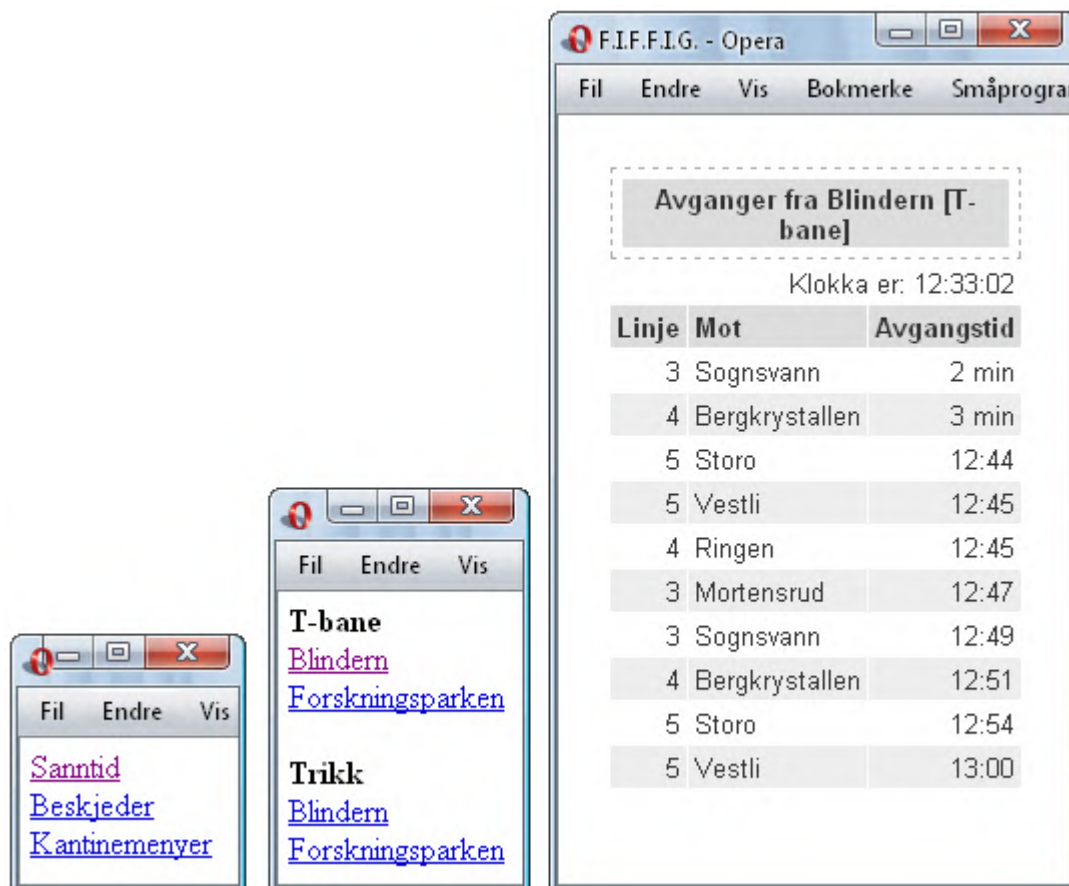 Fil Endre Vis
Sanntid
Beskjeder
Kantinemenyer
Fil Endre Vis
T-bane
Blindern
Forskningsparken
Trikk
Blindern
Forskningsparken
F.I.F.F.I.G. - Opera
Fil Endre Vis Bokmerke Småprogra
Avganger fra Blindern [T-
bane]
Klokka er: 12:33:02
Linje Mot Avgangstid
3 Sognsvann 2 min
4 Bergkrystallen 3 min
5 Storo 12:44
5 Vestli 12:45
4 Ringen 12:45
3 Mortensrud 12:47
3 Sognsvann 12:49
4 Bergkrystallen 12:51
5 Storo 12:54
5 Vestli 13:00